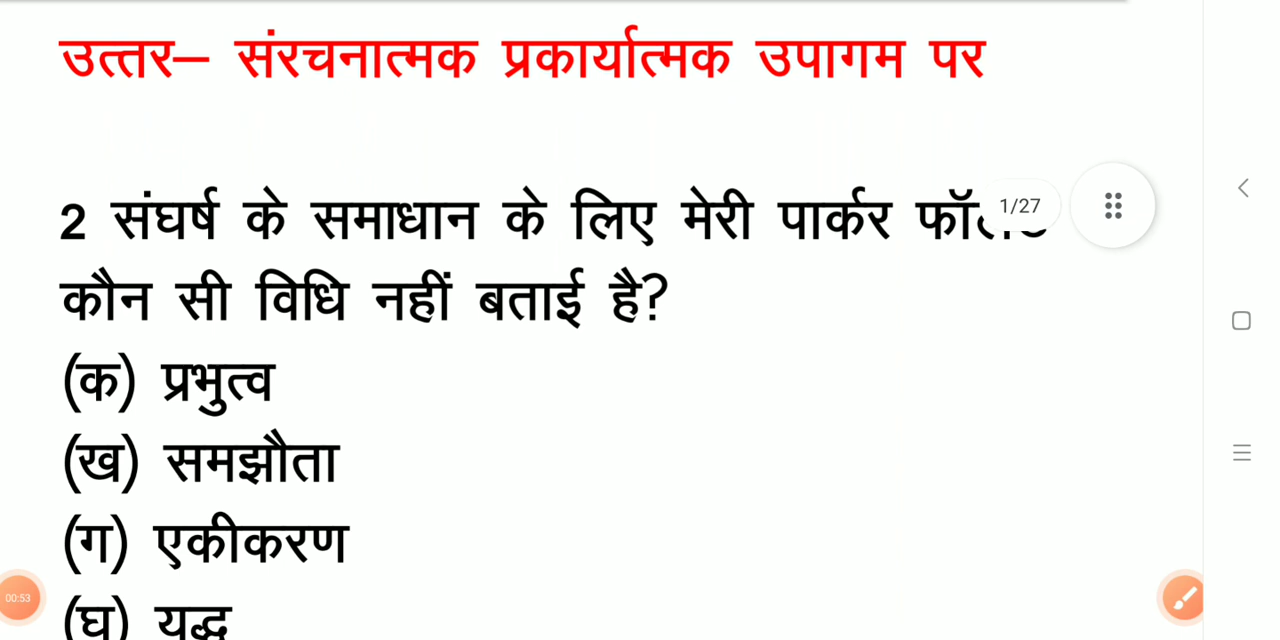 उत्तर– संरचनात्मक प्रकार्यात्मक उपागम पर
2 संघर्ष के समाधान के लिए मेरी पार्कर
1/27
कौन सी विधि नहीं बताई है?
(क) प्रभुत्व
(ख) समझौता
(ग) एकीकरण
00:53
(घ) युद्ध